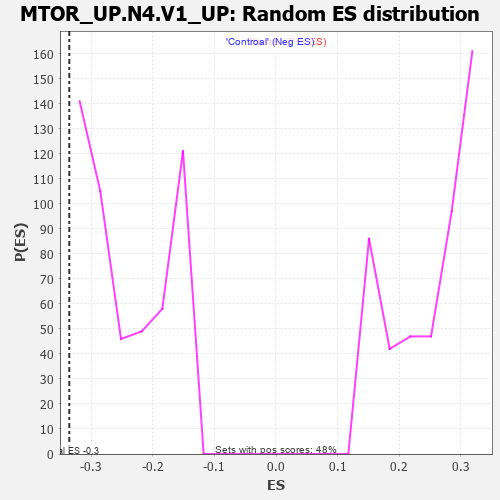 MTOR_UP.N4.V1_UP: Random ES distribution
'Controal' (Neg ES) ES)
160
150
140
130
120
110
100
90
80
70
60
50
40
30
20
10
0
P(ES)
al ES -0.3
Sets with pos scores: 48%
-0.3 -0.2 -0.1 0.0 0.1 0.2 0.3
ES